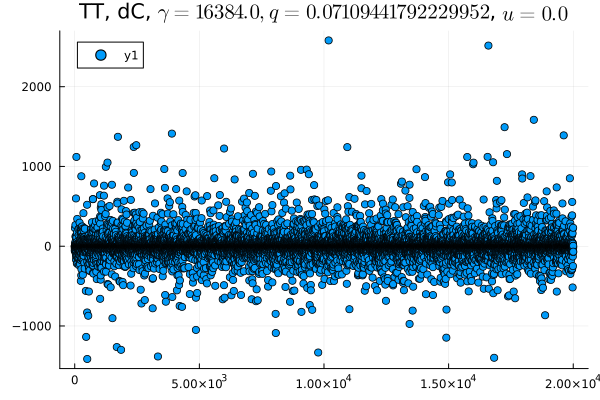 TT, dC, γ = 16384.0, q = 0.07109441792229952, u = 0.0
y1
2000
1000
0
−1000
0 5.00×10³ 1.00×10⁴ 1.50×10⁴ 2.00×10⁴